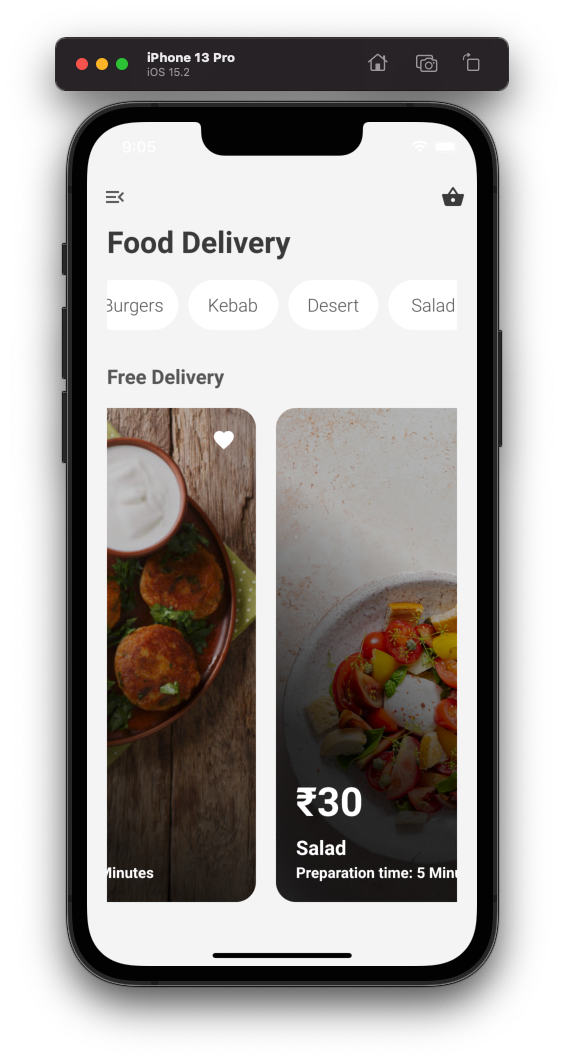 iPhone 13 Pro
iOS 15.2
9:05
Food Delivery
Burgers Kebab Desert Salad
Free Delivery
₹30
Salad
Minutes
Preparation time: 5 Minu